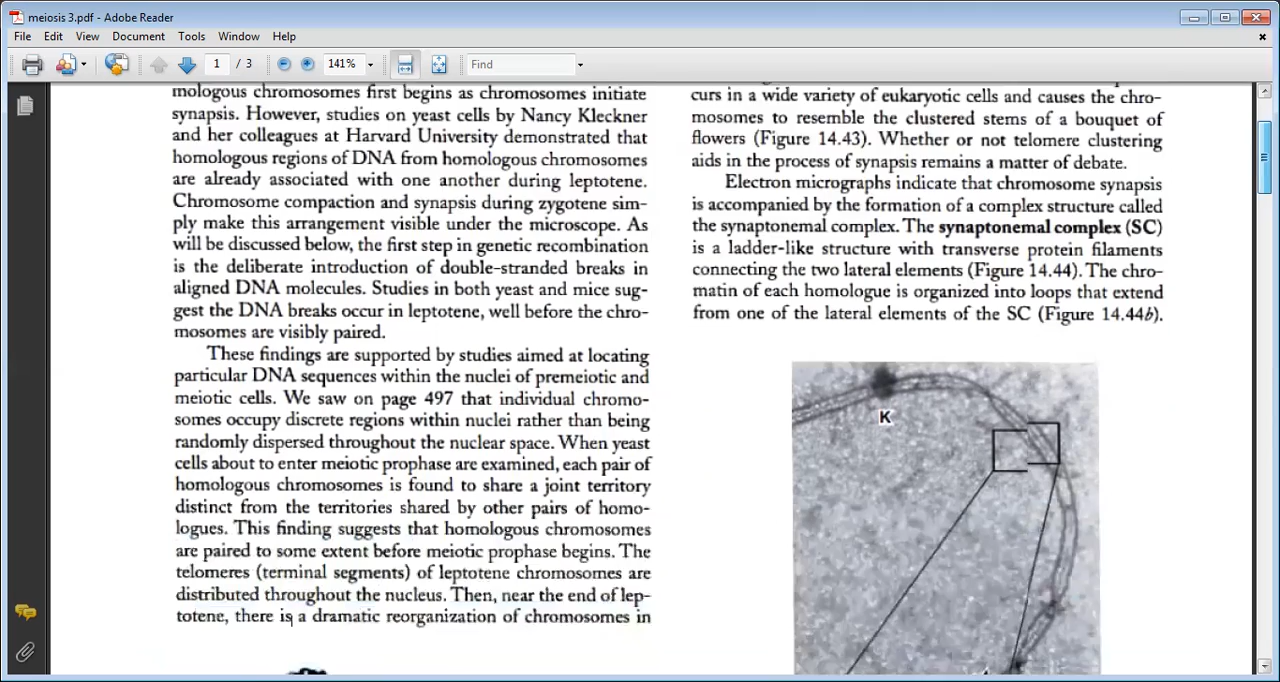 meiosis 3.pdf - Adobe Reader
File Edit View Document Tools Window Help
1 / 3 141% Find
mologous chromosomes first begins as chromosomes initiate
synapsis. However, studies on yeast cells by Nancy Kleckner
and her colleagues at Harvard University demonstrated that
homologous regions of DNA from homologous chromosomes
are already associated with one another during leptotene.
Chromosome compaction and synapsis during zygotene sim-
ply make this arrangement visible under the microscope. As
will be discussed below, the first step in genetic recombination
is the deliberate introduction of double-stranded breaks in
aligned DNA molecules. Studies in both yeast and mice sug-
gest the DNA breaks occur in leptotene, well before the chro-
mosomes are visibly paired.
These findings are supported by studies aimed at locating
particular DNA sequences within the nuclei of premeiotic and
meiotic cells. We saw on page 497 that individual chromo-
somes occupy discrete regions within nuclei rather than being
randomly dispersed throughout the nuclear space. When yeast
cells about to enter meiotic prophase are examined, each pair of
homologous chromosomes is found to share a joint territory
distinct from the territories shared by other pairs of homo-
logues. This finding suggests that homologous chromosomes
are paired to some extent before meiotic prophase begins. The
telomeres (terminal segments) of leptotene chromosomes are
distributed throughout the nucleus. Then, near the end of lep-
totene, there is a dramatic reorganization of chromosomes in
curs in a wide variety of eukaryotic cells and causes the chro-
mosomes to resemble the clustered stems of a bouquet of
flowers (Figure 14.43). Whether or not telomere clustering
aids in the process of synapsis remains a matter of debate.
Electron micrographs indicate that chromosome synapsis
is accompanied by the formation of a complex structure called
the synaptonemal complex. The synaptonemal complex (SC)
is a ladder-like structure with transverse protein filaments
connecting the two lateral elements (Figure 14.44). The chro-
matin of each homologue is organized into loops that extend
from one of the lateral elements of the SC (Figure 14.44b).
K